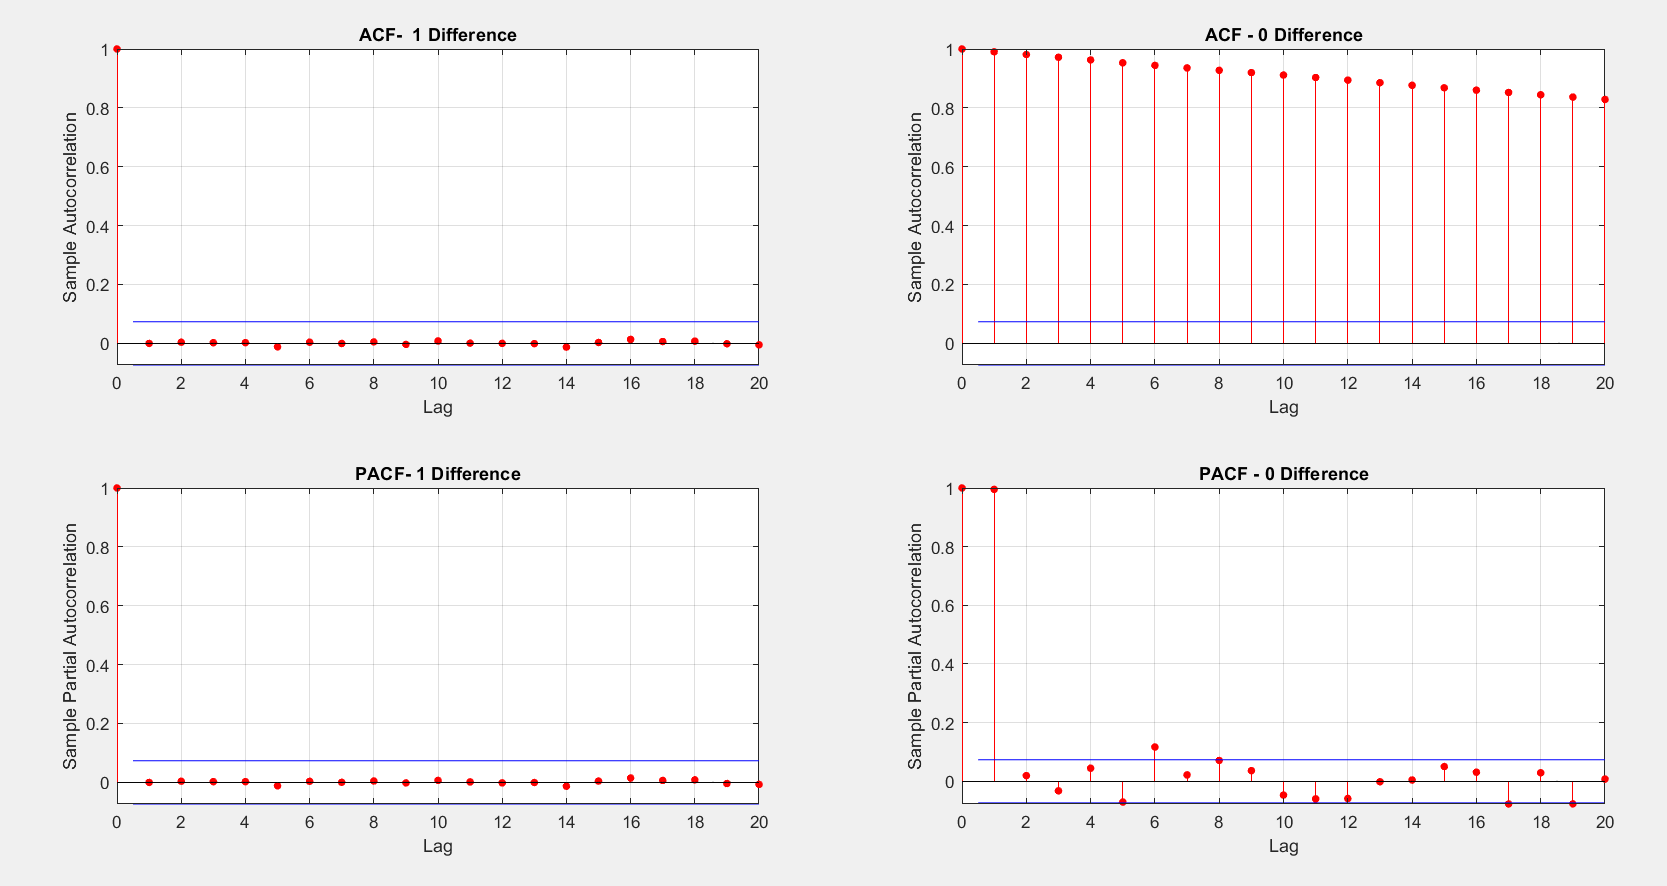 ACF-  1 Difference
1
0.8
0.6
0.4
0.2
0
Sample Autocorrelation
0 2 4 6 8 10 12 14 16 18 20
Lag
ACF - 0 Difference
1
0.8
0.6
0.4
0.2
0
Sample Autocorrelation
0 2 4 6 8 10 12 14 16 18 20
Lag
PACF- 1 Difference
1
0.8
0.6
0.4
0.2
0
Sample Partial Autocorrelation
0 2 4 6 8 10 12 14 16 18 20
Lag
PACF - 0 Difference
1
0.8
0.6
0.4
0.2
0
Sample Partial Autocorrelation
0 2 4 6 8 10 12 14 16 18 20
Lag